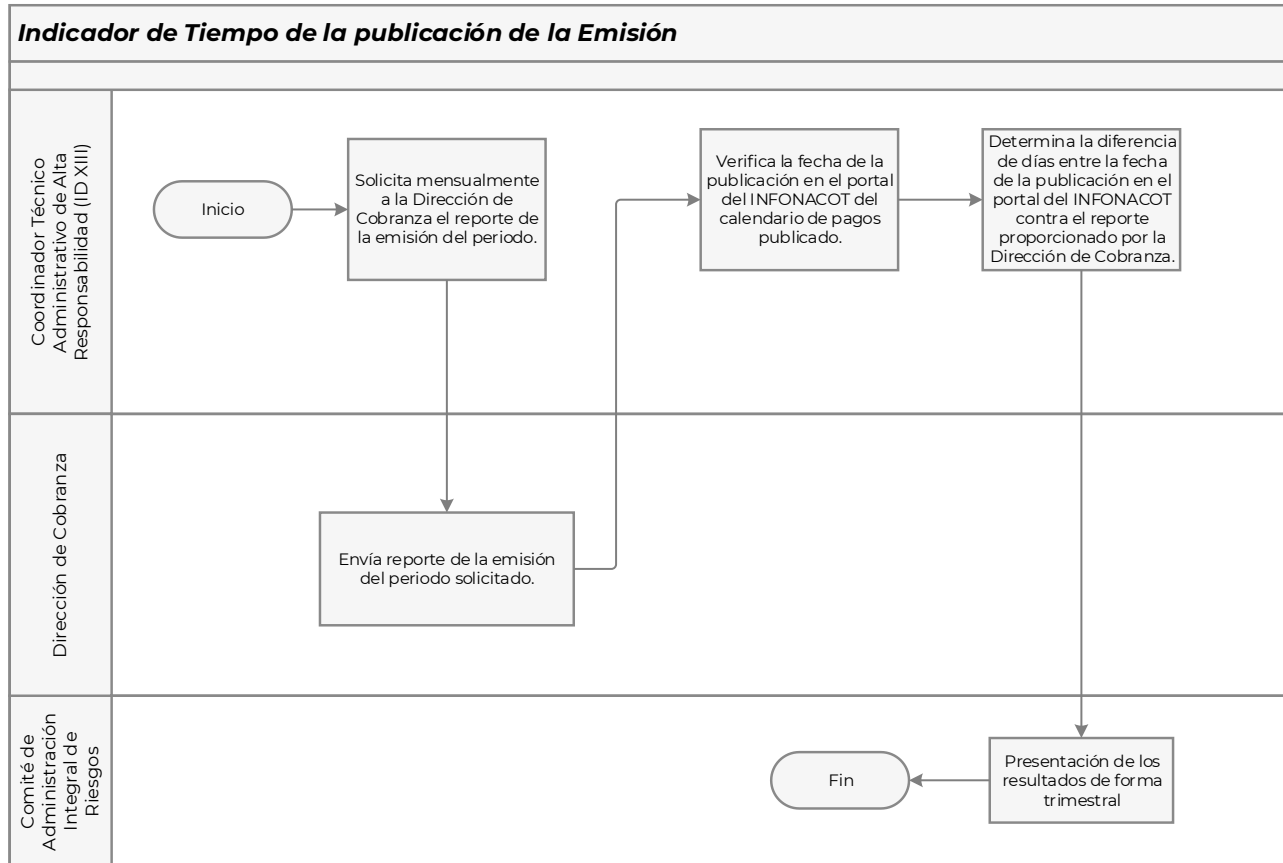 Indicador de Tiempo de la publicación de la Emisión
Coordinador Técnico
Administrativo de Alta
Responsabilidad (ID XIII)
Inicio
Solicita mensualmente
a la Dirección de
Cobranza el reporte de
la emisión del periodo.
Verifica la fecha de la
publicación en el portal
del INFONACOT del
calendario de pagos
publicado.
Determina la diferencia
de días entre la fecha
de la publicación en el
portal del INFONACOT
contra el reporte
proporcionado por la
Dirección de Cobranza.
Dirección de Cobranza
Envía reporte de la emisión
del periodo solicitado.
Comité de
Administración
Integral de
Riesgos
Fin
Presentación de los
resultados de forma
trimestral